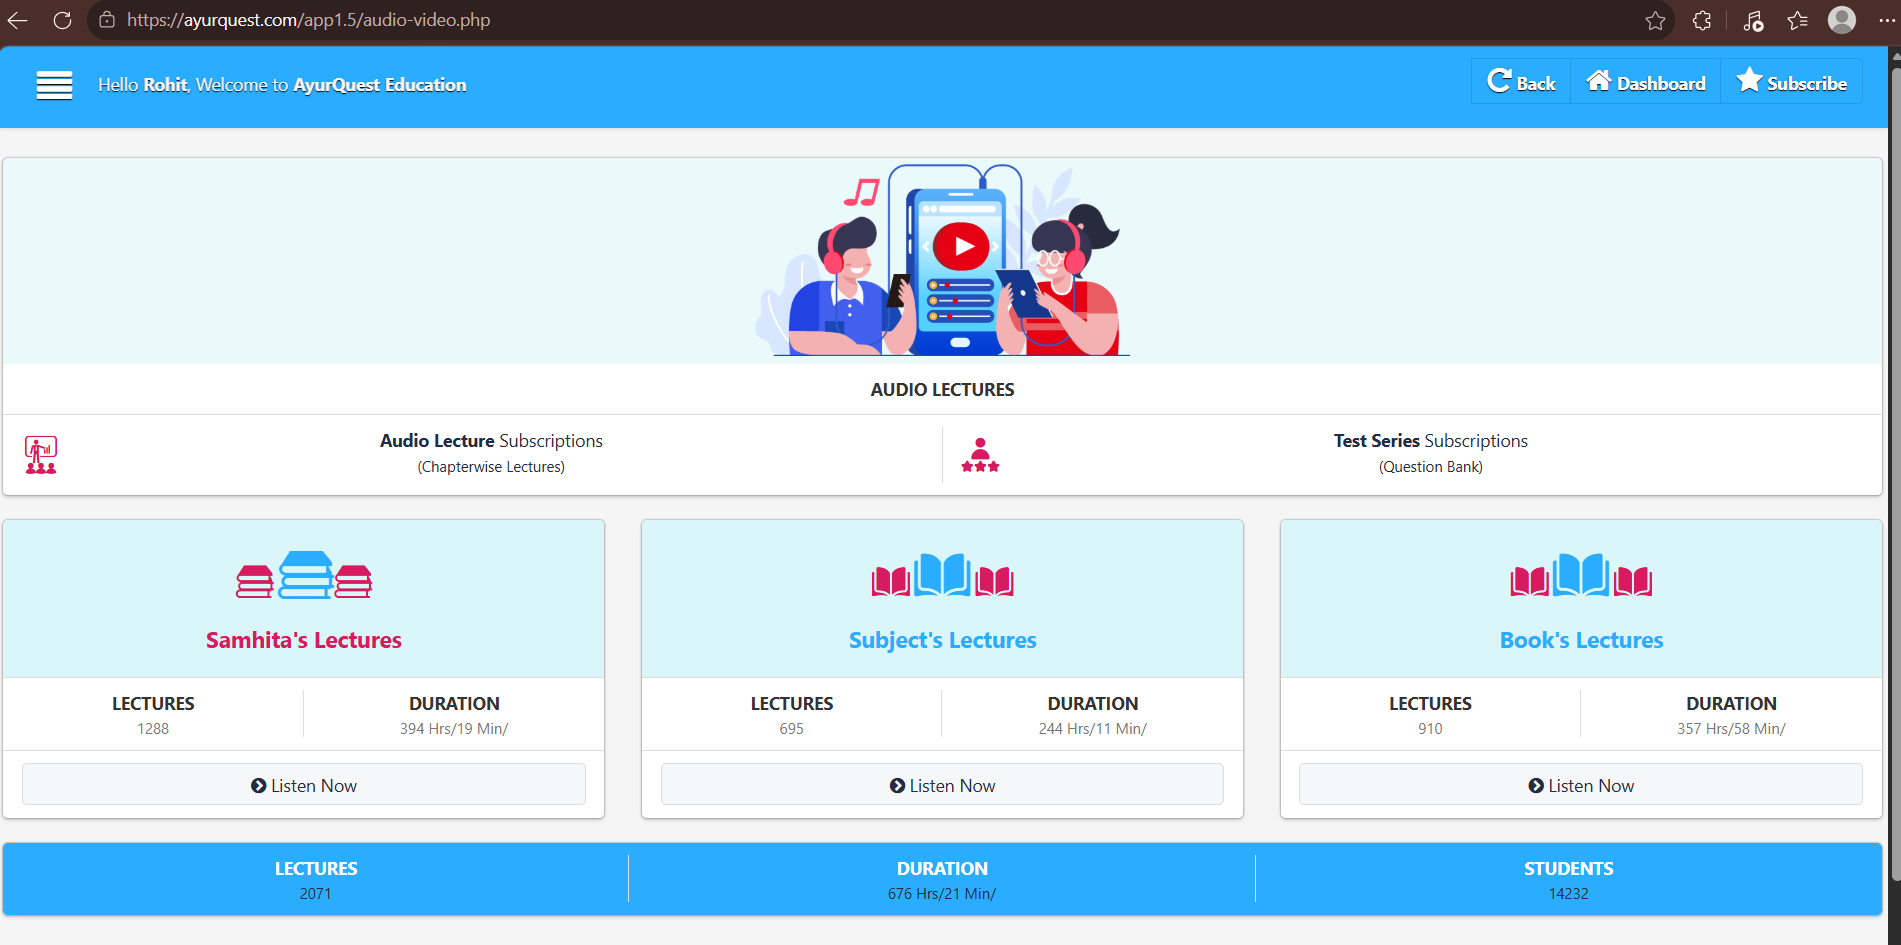 https://ayurquest.com/app1.5/audio-video.php
Hello Rohit, Welcome to AyurQuest Education
Back
Dashboard
Subscribe
AUDIO LECTURES
Audio Lecture Subscriptions
(Chapterwise Lectures)
Test Series Subscriptions
(Question Bank)
Samhita's Lectures
LECTURES
1288
DURATION
394 Hrs/19 Min/
Listen Now
Subject's Lectures
LECTURES
695
DURATION
244 Hrs/11 Min/
Listen Now
Book's Lectures
LECTURES
910
DURATION
357 Hrs/58 Min/
Listen Now
LECTURES
2071
DURATION
676 Hrs/21 Min/
STUDENTS
14232